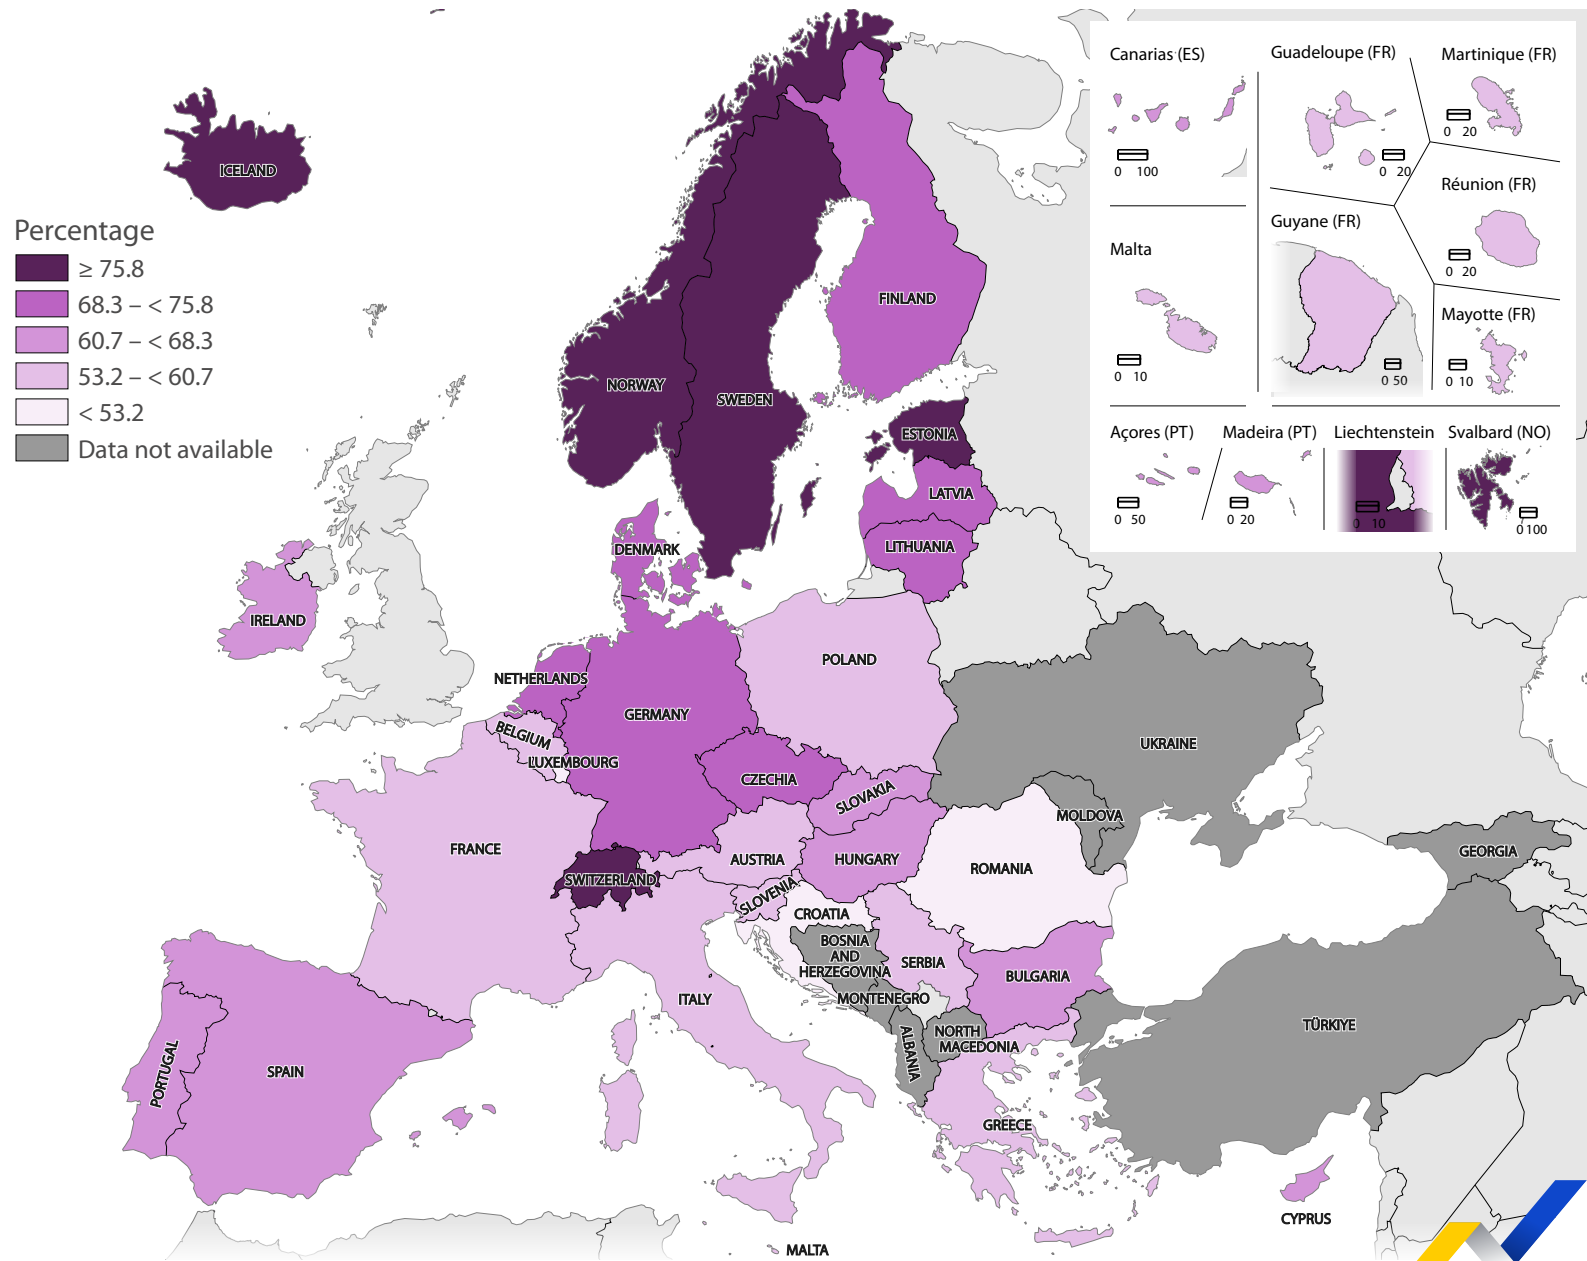 ICELAND
Percentage
≥ 75.8
68.3 – < 75.8
60.7 – < 68.3
53.2 – < 60.7
< 53.2
Data not available
FINLAND
NORWAY
SWEDEN
ESTONIA
LATVIA
LITHUANIA
DENMARK
IRELAND
POLAND
NETHERLANDS
GERMANY
BELGIUM
LUXEMBOURG
UKRAINE
CZECHIA
SLOVAKIA
MOLDOVA
FRANCE
AUSTRIA
HUNGARY
ROMANIA
GEORGIA
SWITZERLAND
SLOVENIA
CROATIA
BOSNIA
AND
HERZEGOVINA
SERBIA
BULGARIA
MONTENEGRO
ITALY
NORTH
MACEDONIA
ALBANIA
TÜRKIYE
PORTUGAL
SPAIN
GREECE
CYPRUS
MALTA
Canarias (ES)
0 100
Guadeloupe (FR)
0 20
Martinique (FR)
0 20
Réunion (FR)
0 20
Guyane (FR)
0 50
Malta
0 10
Mayotte (FR)
0 10
Açores (PT)
0 50
Madeira (PT)
0 20
Liechtenstein
0 10
Svalbard (NO)
0 100